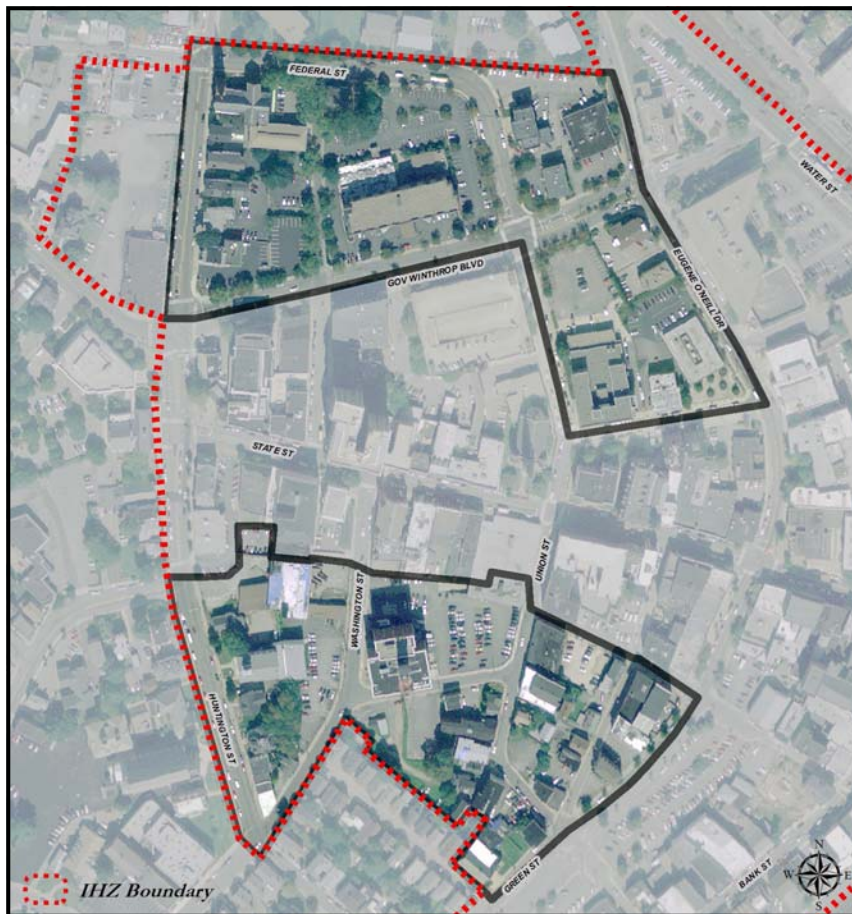 FEDERAL ST
WATER ST
GOV WINTHROP BLVD
EUGENE O'NEILL DR
STATE ST
UNION ST
WASHINGTON ST
HUNTINGTON ST
GREEN ST
BANK ST
IHZ Boundary
N
W E
S